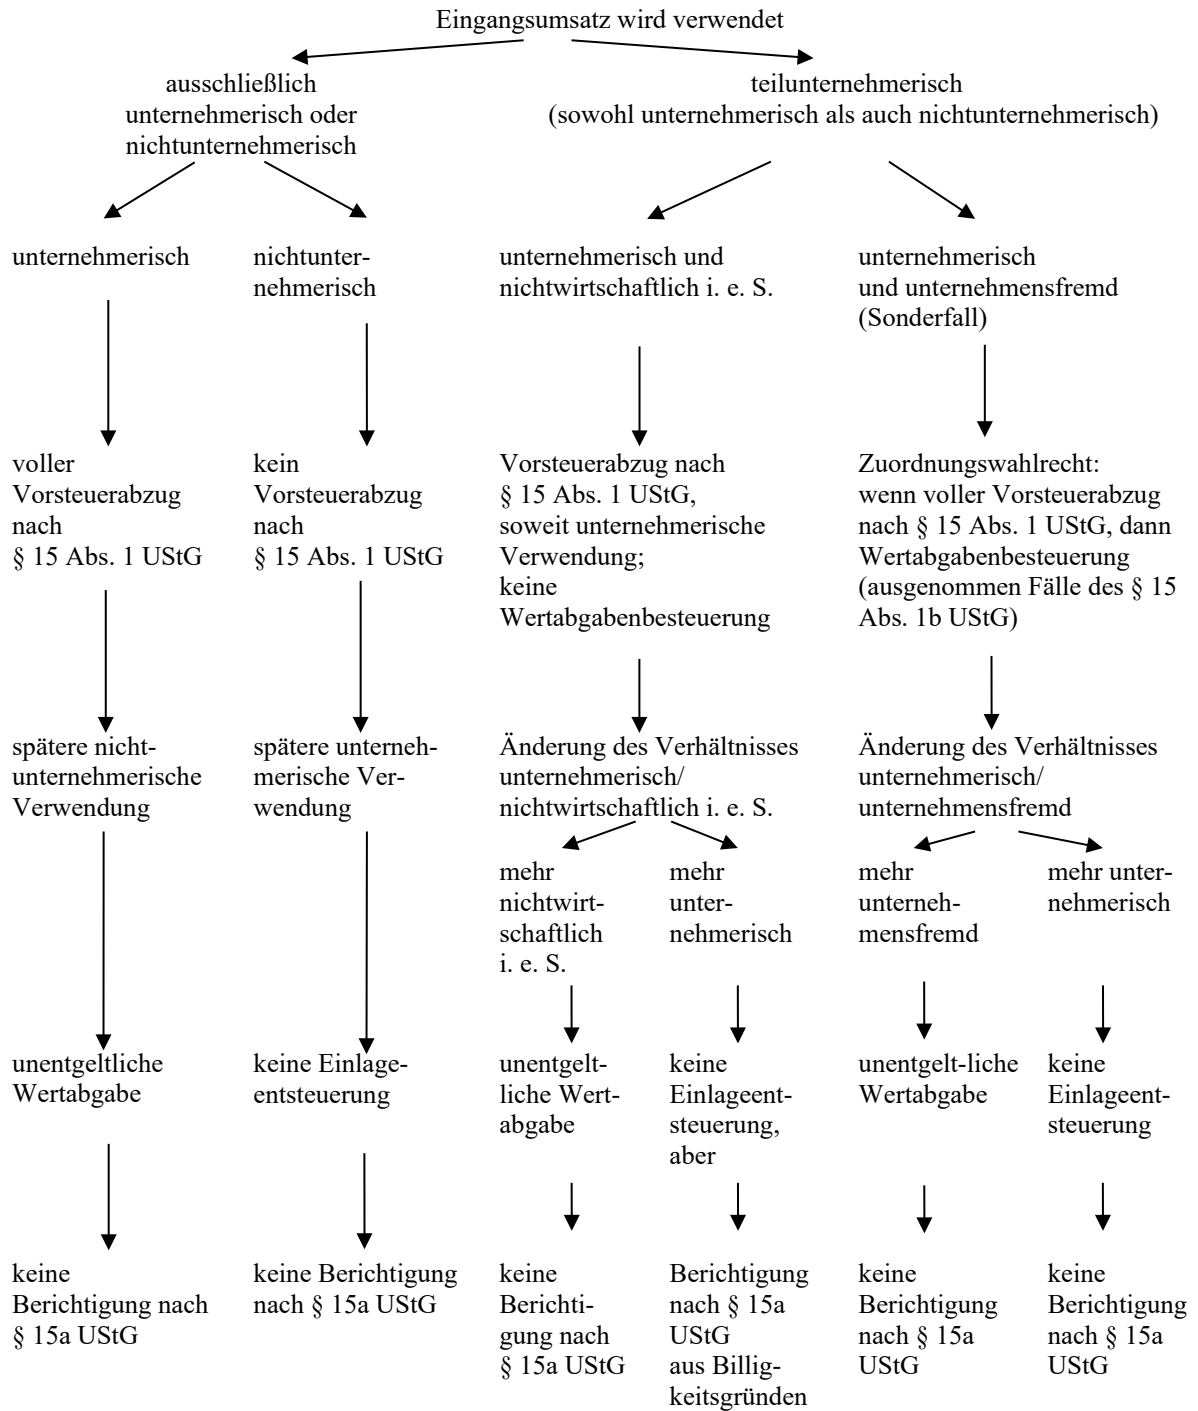 Eingangsumsatz wird verwendet
ausschließlich
unternehmerisch oder
nichtunternehmerisch
teilunternehmerisch
(sowohl unternehmerisch als auch nichtunternehmerisch)
unternehmerisch
nichtunter-
nehmerisch
unternehmerisch und
nichtwirtschaftlich i. e. S.
unternehmerisch
und unternehmensfremd
(Sonderfall)
voller
Vorsteuerabzug
nach
§ 15 Abs. 1 UStG
kein
Vorsteuerabzug
nach
§ 15 Abs. 1 UStG
Vorsteuerabzug nach
§ 15 Abs. 1 UStG,
soweit unternehmerische
Verwendung;
keine
Wertabgabenbesteuerung
Zuordnungswahlrecht:
wenn voller Vorsteuerabzug
nach § 15 Abs. 1 UStG, dann
Wertabgabenbesteuerung
(ausgenommen Fälle des § 15
Abs. 1b UStG)
spätere nicht-
unternehmerische
Verwendung
spätere unterneh-
merische Ver-
wendung
Änderung des Verhältnisses
unternehmerisch/
nichtwirtschaftlich i. e. S.
Änderung des Verhältnisses
unternehmerisch/
unternehmensfremd
mehr
nichtwirt-
schaftlich
i. e. S.
mehr
unter-
nehmerisch
mehr
unterneh-
mensfremd
mehr unter-
nehmerisch
unentgeltliche
Wertabgabe
keine Einlage-
entsteuerung
unentgelt-
liche Wert-
abgabe
keine
Einlageent-
steuerung,
aber
unentgelt-liche
Wertabgabe
keine
Einlageent-
steuerung
keine
Berichtigung nach
§ 15a UStG
keine Berichtigung
nach § 15a UStG
keine
Berichti-
gung nach
§ 15a UStG
Berichtigung
nach § 15a
UStG
aus Billig-
keitsgründen
keine
Berichtigung
nach § 15a
UStG
keine
Berichtigung
nach § 15a
UStG